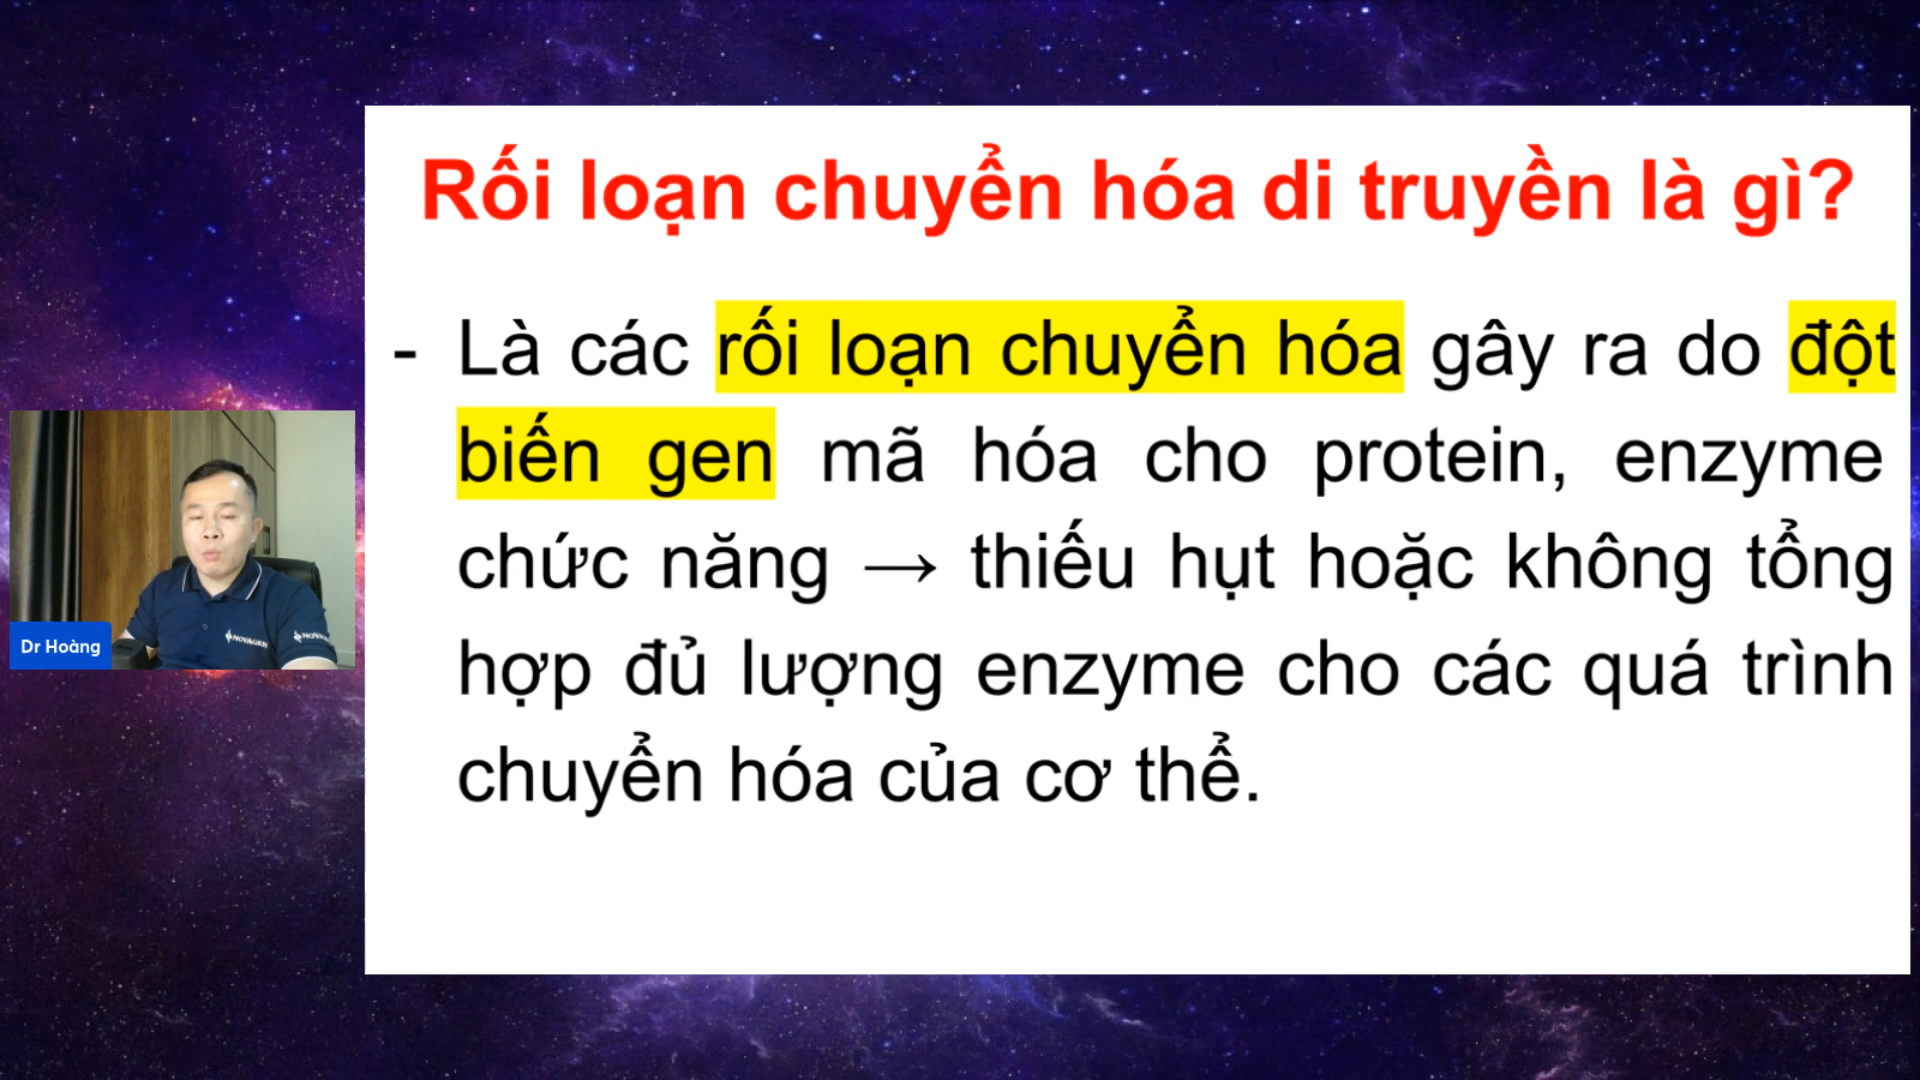 Rối loạn chuyển hóa di truyền là gì?
- Là các rối loạn chuyển hóa gây ra do đột
biến gen mã hóa cho protein, enzyme
chức năng → thiếu hụt hoặc không tổng
hợp đủ lượng enzyme cho các quá trình
chuyển hóa của cơ thể.
Dr Hoàng
NOVAGEN